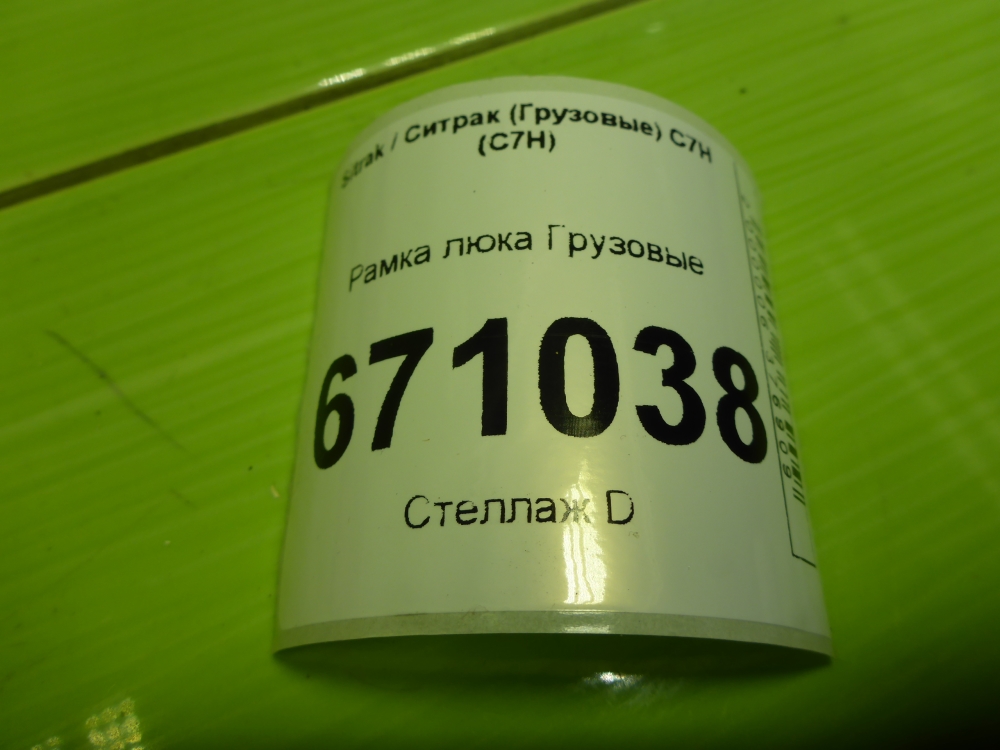 Sitrak / Ситрак (Грузовые) C7H
(C7H)
Рамка люка Грузовые
671038
Стеллаж D